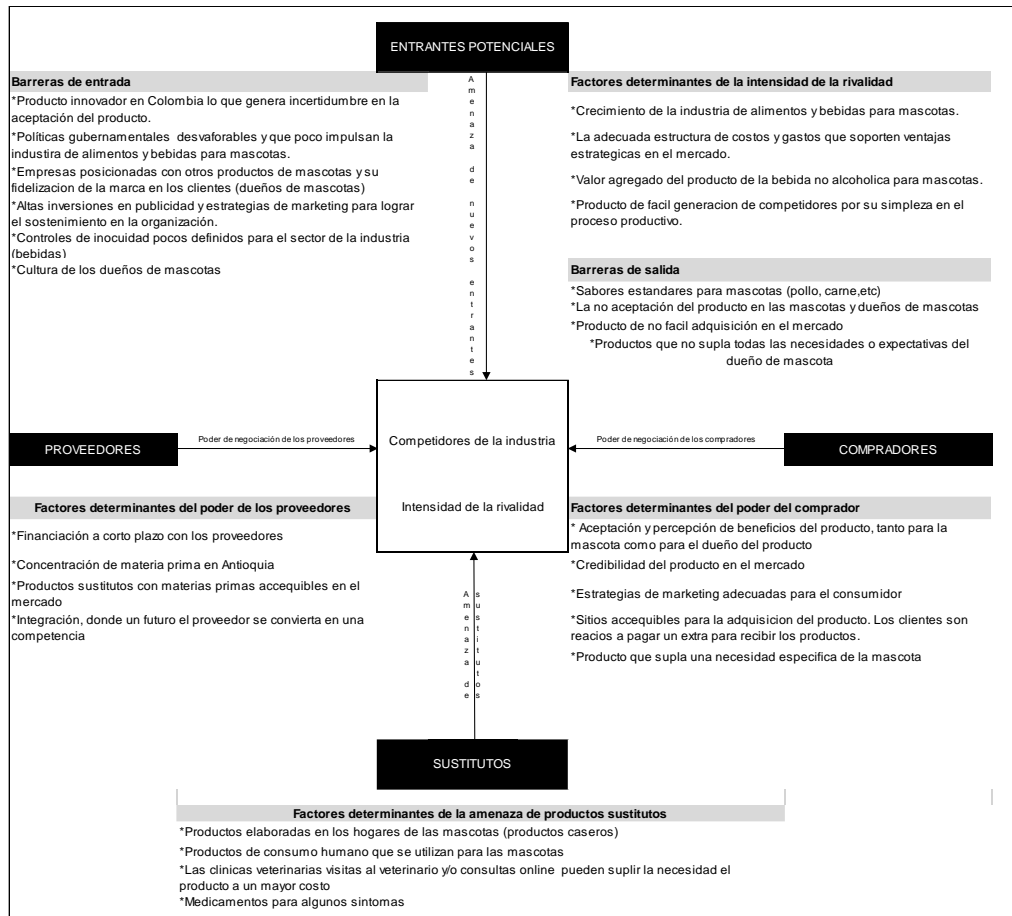 ENTRANTES POTENCIALES
Barreras de entrada
*Producto innovador en Colombia lo que genera incertidumbre en la
aceptación del producto.
*Políticas gubernamentales desvaforables y que poco impulsan la
industira de alimentos y bebidas para mascotas.
*Empresas posicionadas con otros productos de mascotas y su
fidelizacion de la marca en los clientes (dueños de mascotas)
*Altas inversiones en publicidad y estrategias de marketing para lograr
el sostenimiento en la organización.
*Controles de inocuidad pocos definidos para el sector de la industria
(bebidas)
*Cultura de los dueños de mascotas
Amenaza de nuevos entrantes
Factores determinantes de la intensidad de la rivalidad
*Crecimiento de la industria de alimentos y bebidas para mascotas.
*La adecuada estructura de costos y gastos que soporten ventajas
estrategicas en el mercado.
*Valor agregado del producto de la bebida no alcoholica para mascotas.
*Producto de facil generacion de competidores por su simpleza en el
proceso productivo.
Barreras de salida
*Sabores estandares para mascotas (pollo, carne,etc)
*La no aceptación del producto en las mascotas y dueños de mascotas
*Producto de no facil adquisición en el mercado
*Productos que no supla todas las necesidades o expectativas del
dueño de mascota
PROVEEDORES
Poder de negociación de los proveedores
Competidores de la industria
Intensidad de la rivalidad
Poder de negociación de los compradores
COMPRADORES
Factores determinantes del poder de los proveedores
*Financiación a corto plazo con los proveedores
*Concentración de materia prima en Antioquia
*Productos sustitutos con materias primas accequibles en el
mercado
*Integración, donde un futuro el proveedor se convierta en una
competencia
Amenaza de
sustitutos
Factores determinantes del poder del comprador
* Aceptación y percepción de beneficios del producto, tanto para la
mascota como para el dueño del producto
*Credibilidad del producto en el mercado
*Estrategias de marketing adecuadas para el consumidor
*Sitios accequibles para la adquisicion del producto. Los clientes son
reacios a pagar un extra para recibir los productos.
*Producto que supla una necesidad especifica de la mascota
SUSTITUTOS
Factores determinantes de la amenaza de productos sustitutos
*Productos elaboradas en los hogares de las mascotas (productos caseros)
*Productos de consumo humano que se utilizan para las mascotas
*Las clinicas veterinarias visitas al veterinario y/o consultas online pueden suplir la necesidad el
producto a un mayor costo
*Medicamentos para algunos sintomas